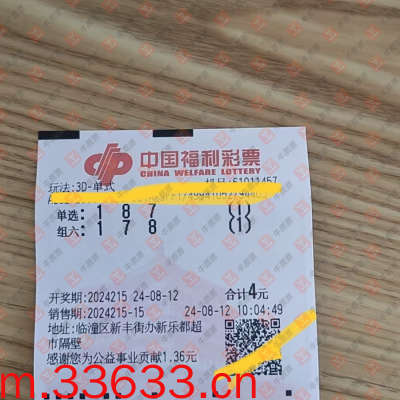 中国福利彩票
CHINA WELFARE LOTTERY
玩法:3D-单式
机号:61011457
单选: 1 8 7 (1)
组六: 1 7 8 (1)
开奖期:2024215 24-08-12 合计4元
销售期:2024215-15 24-08-12 10:04:49
地址:临潼区新丰街办新乐都超
市隔壁
感谢您为公益事业贡献1.36元
m.33633.cn